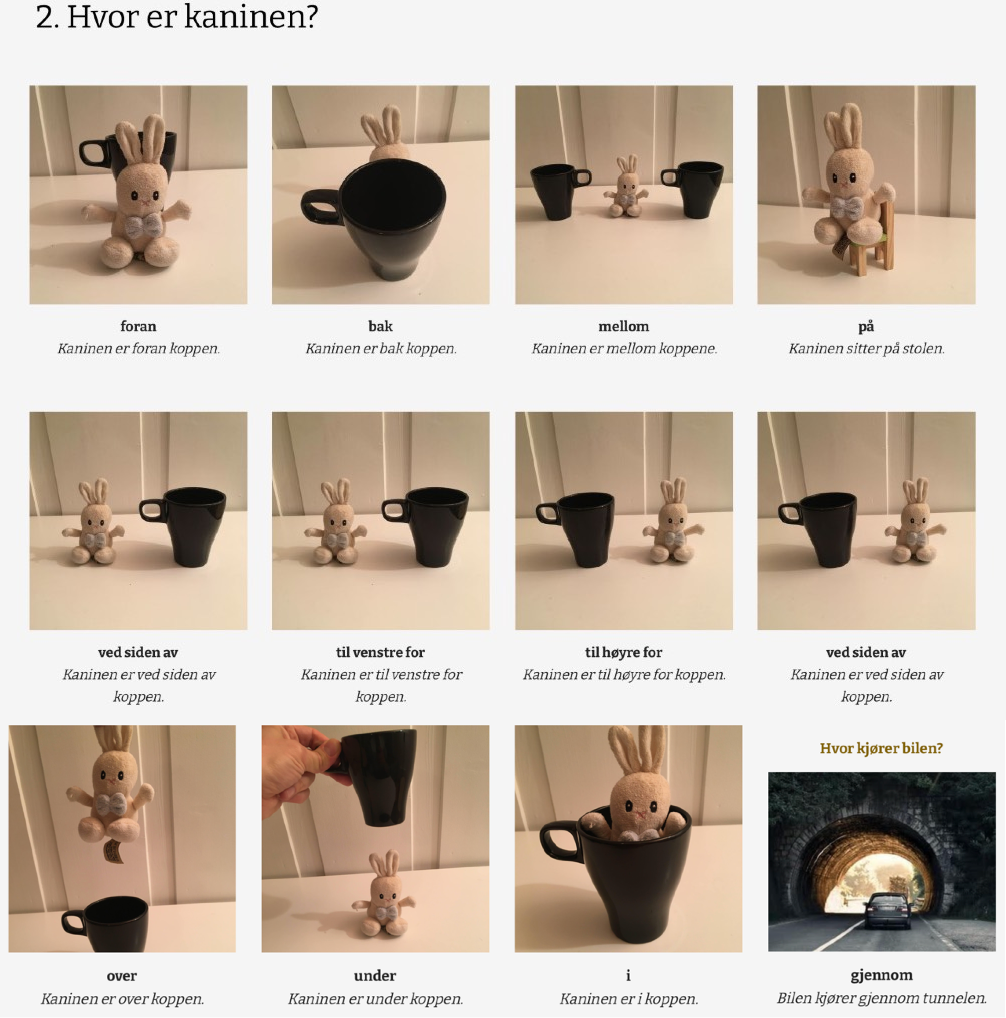 2. Hvor er kaninen?
foran
Kaninen er foran koppen.
bak
Kaninen er bak koppen.
mellom
Kaninen er mellom koppene.
på
Kaninen sitter på stolen.
ved siden av
Kaninen er ved siden av
koppen.
til venstre for
Kaninen er til venstre for
koppen.
til høyre for
Kaninen er til høyre for koppen.
ved siden av
Kaninen er ved siden av
koppen.
over
Kaninen er over koppen.
under
Kaninen er under koppen.
i
Kaninen er i koppen.
Hvor kjører bilen?
gjennom
Bilen kjører gjennom tunnelen.